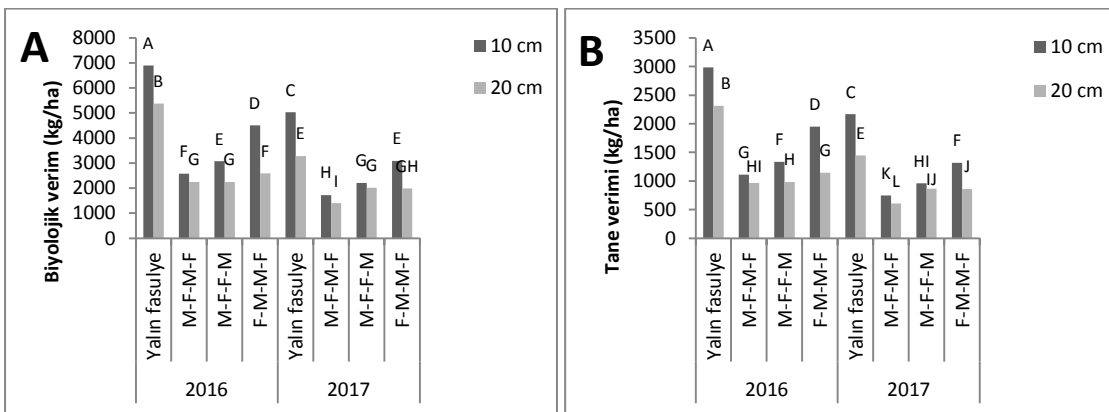 A
Biyolojik verim (kg/ha)
8000
7000
6000
5000
4000
3000
2000
1000
0
A
B
F
G
E
G
D
F
C
E
H
I
G
G
E
GH
10 cm
20 cm
Yalın fasulye
M-F-M-F
M-F-F-M
F-M-M-F
Yalın fasulye
M-F-M-F
M-F-F-M
F-M-M-F
2016
2017
B
Tane verimi (kg/ha)
3500
3000
2500
2000
1500
1000
500
0
A
B
G
HI
F
H
D
G
C
E
K
L
HI
IJ
F
J
10 cm
20 cm
Yalın fasulye
M-F-M-F
M-F-F-M
F-M-M-F
Yalın fasulye
M-F-M-F
M-F-F-M
F-M-M-F
2016
2017